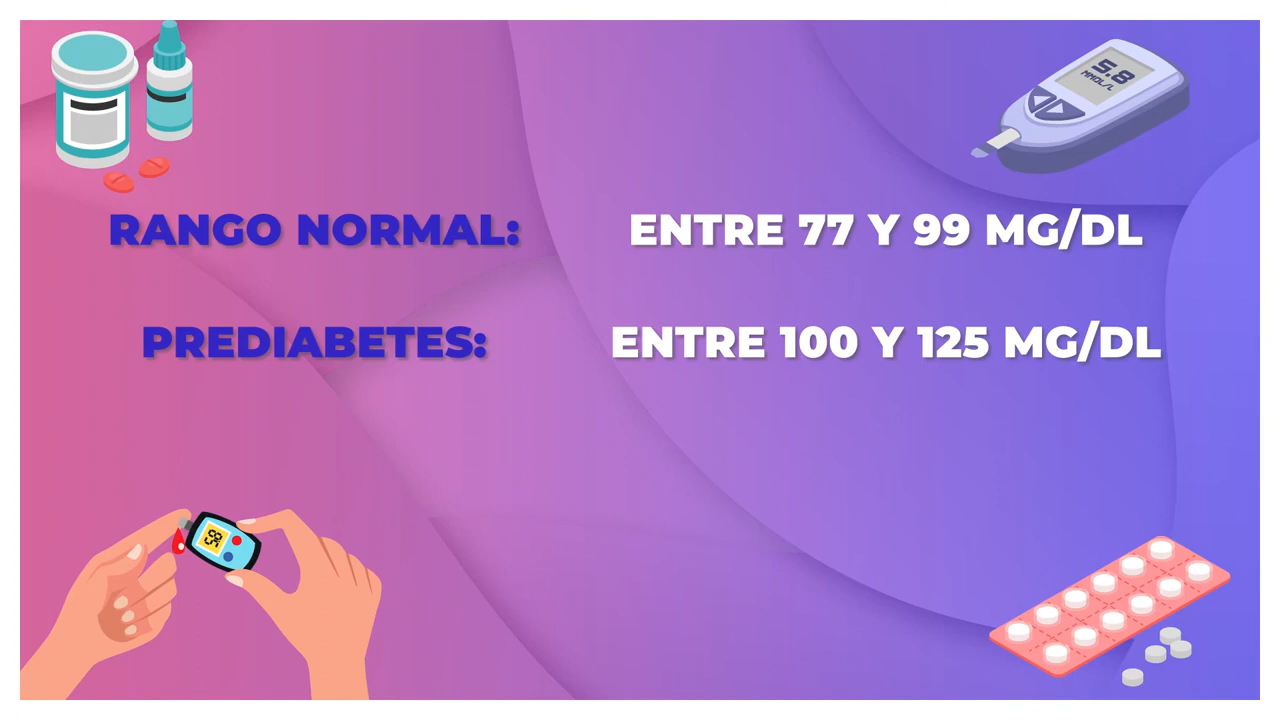 5.8
MMOL/L
RANGO NORMAL: ENTRE 77 Y 99 MG/DL
PREDIABETES: ENTRE 100 Y 125 MG/DL